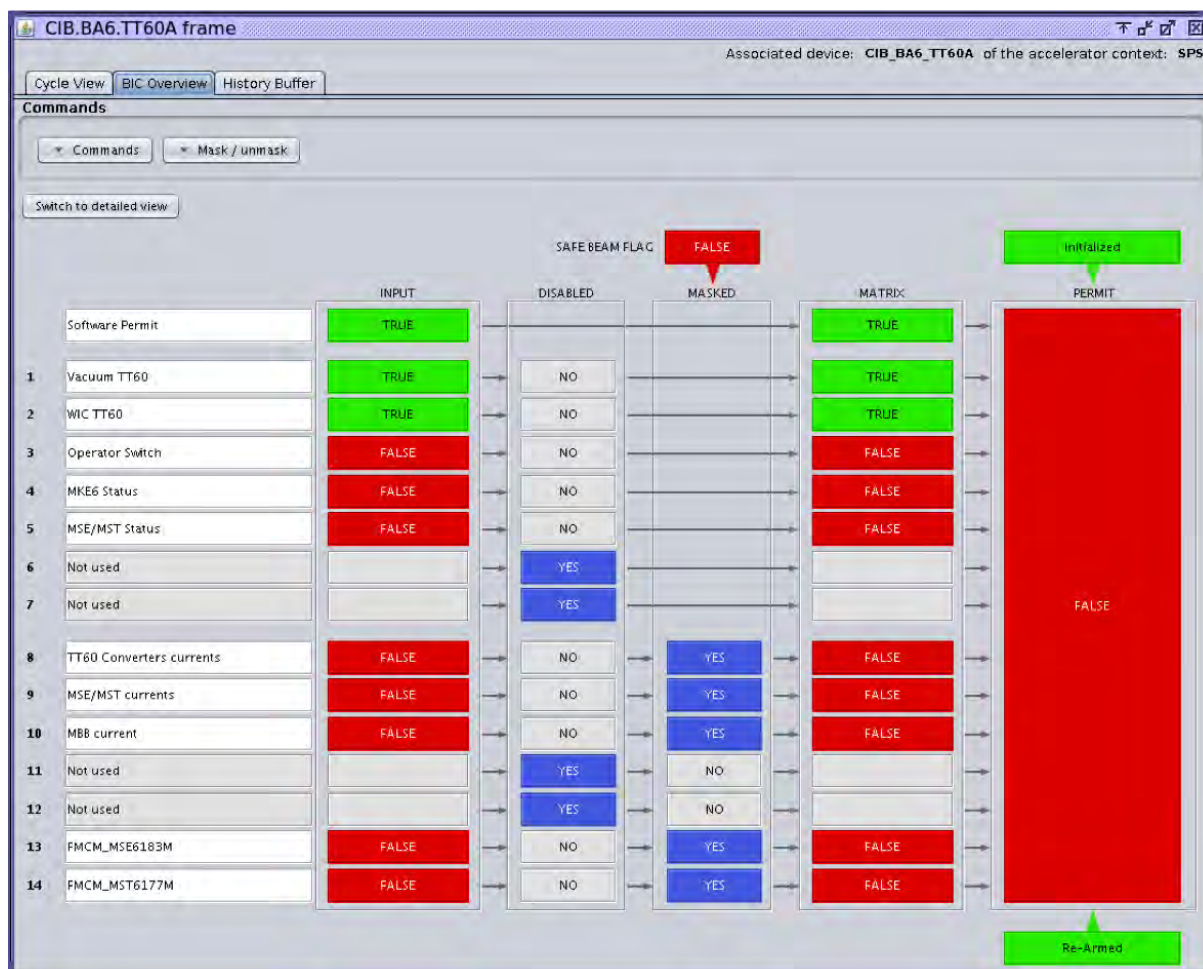 CIB.BA6.TT60A frame
Associated device: CIB_BA6_TT60A of the accelerator context: SPS
Cycle View BIC Overview History Buffer
Commands
Commands Mask / unmask
Switch to detailed view
SAFE BEAM FLAG FALSE Initialized
INPUT DISABLED MASKED MATRIX PERMIT
Software Permit TRUE TRUE
1 Vacuum TT60 TRUE NO TRUE
2 WIC TT60 TRUE NO TRUE
3 Operator Switch FALSE NO FALSE
4 MKE6 Status FALSE NO FALSE
5 MSE/MST Status FALSE NO FALSE
6 Not used YES
7 Not used YES FALSE
8 TT60 Converters currents FALSE NO YES FALSE
9 MSE/MST currents FALSE NO YES FALSE
10 MBB current FALSE NO YES FALSE
11 Not used YES NO
12 Not used YES NO
13 FMCM_MSE6183M FALSE NO YES FALSE
14 FMCM_MST6177M FALSE NO YES FALSE
Re-Armed